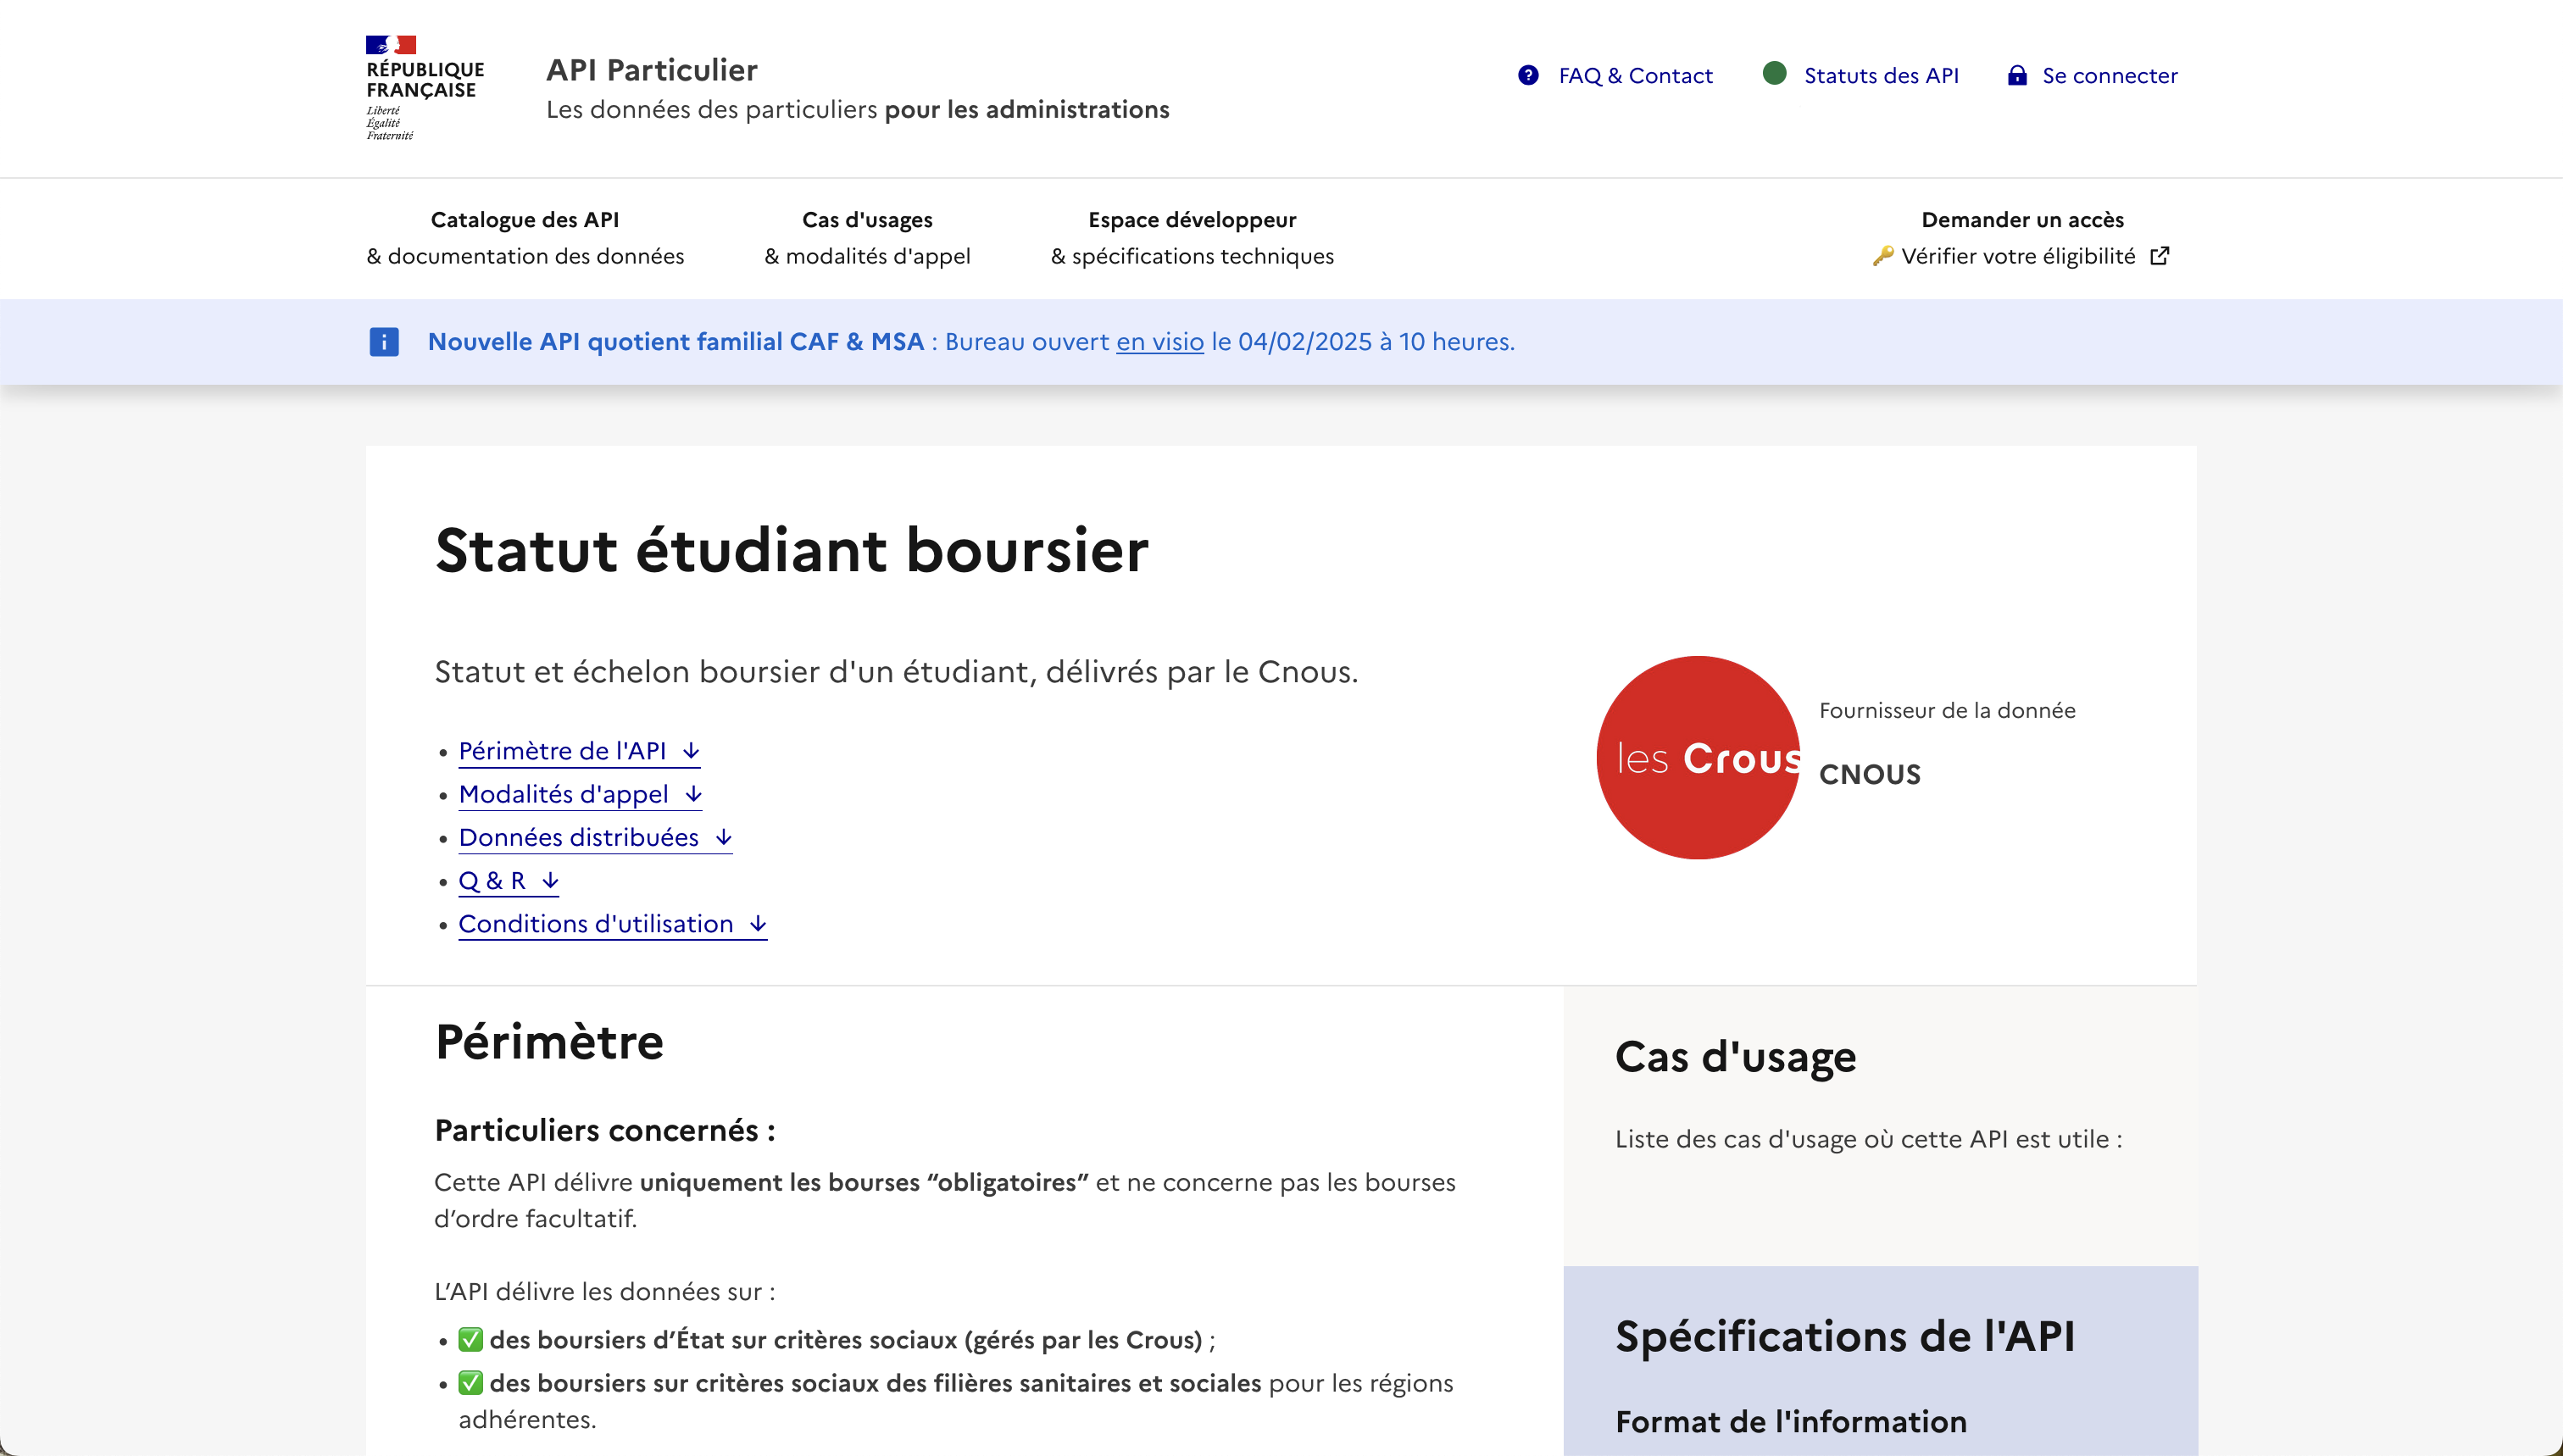 RÉPUBLIQUE
FRANÇAISE
Liberté
Égalité
Fraternité
API Particulier
Les données des particuliers pour les administrations
FAQ & Contact
Statuts des API
Se connecter
Catalogue des API
& documentation des données
Cas d'usages
& modalités d'appel
Espace développeur
& spécifications techniques
Demander un accès
🔑 Vérifier votre éligibilité
Nouvelle API quotient familial CAF & MSA : Bureau ouvert en visio le 04/02/2025 à 10 heures.
Statut étudiant boursier
Statut et échelon boursier d'un étudiant, délivrés par le Cnous.
• Périmètre de l'API ↓
• Modalités d'appel ↓
• Données distribuées ↓
• Q & R ↓
• Conditions d'utilisation ↓
les Crous
Fournisseur de la donnée
CNOUS
Périmètre
Particuliers concernés :
Cette API délivre uniquement les bourses “obligatoires” et ne concerne pas les bourses
d’ordre facultatif.
L’API délivre les données sur :
• ✅ des boursiers d’État sur critères sociaux (gérés par les Crous) ;
• ✅ des boursiers sur critères sociaux des filières sanitaires et sociales pour les régions
adhérentes.
Cas d'usage
Liste des cas d'usage où cette API est utile :
Spécifications de l'API
Format de l'information